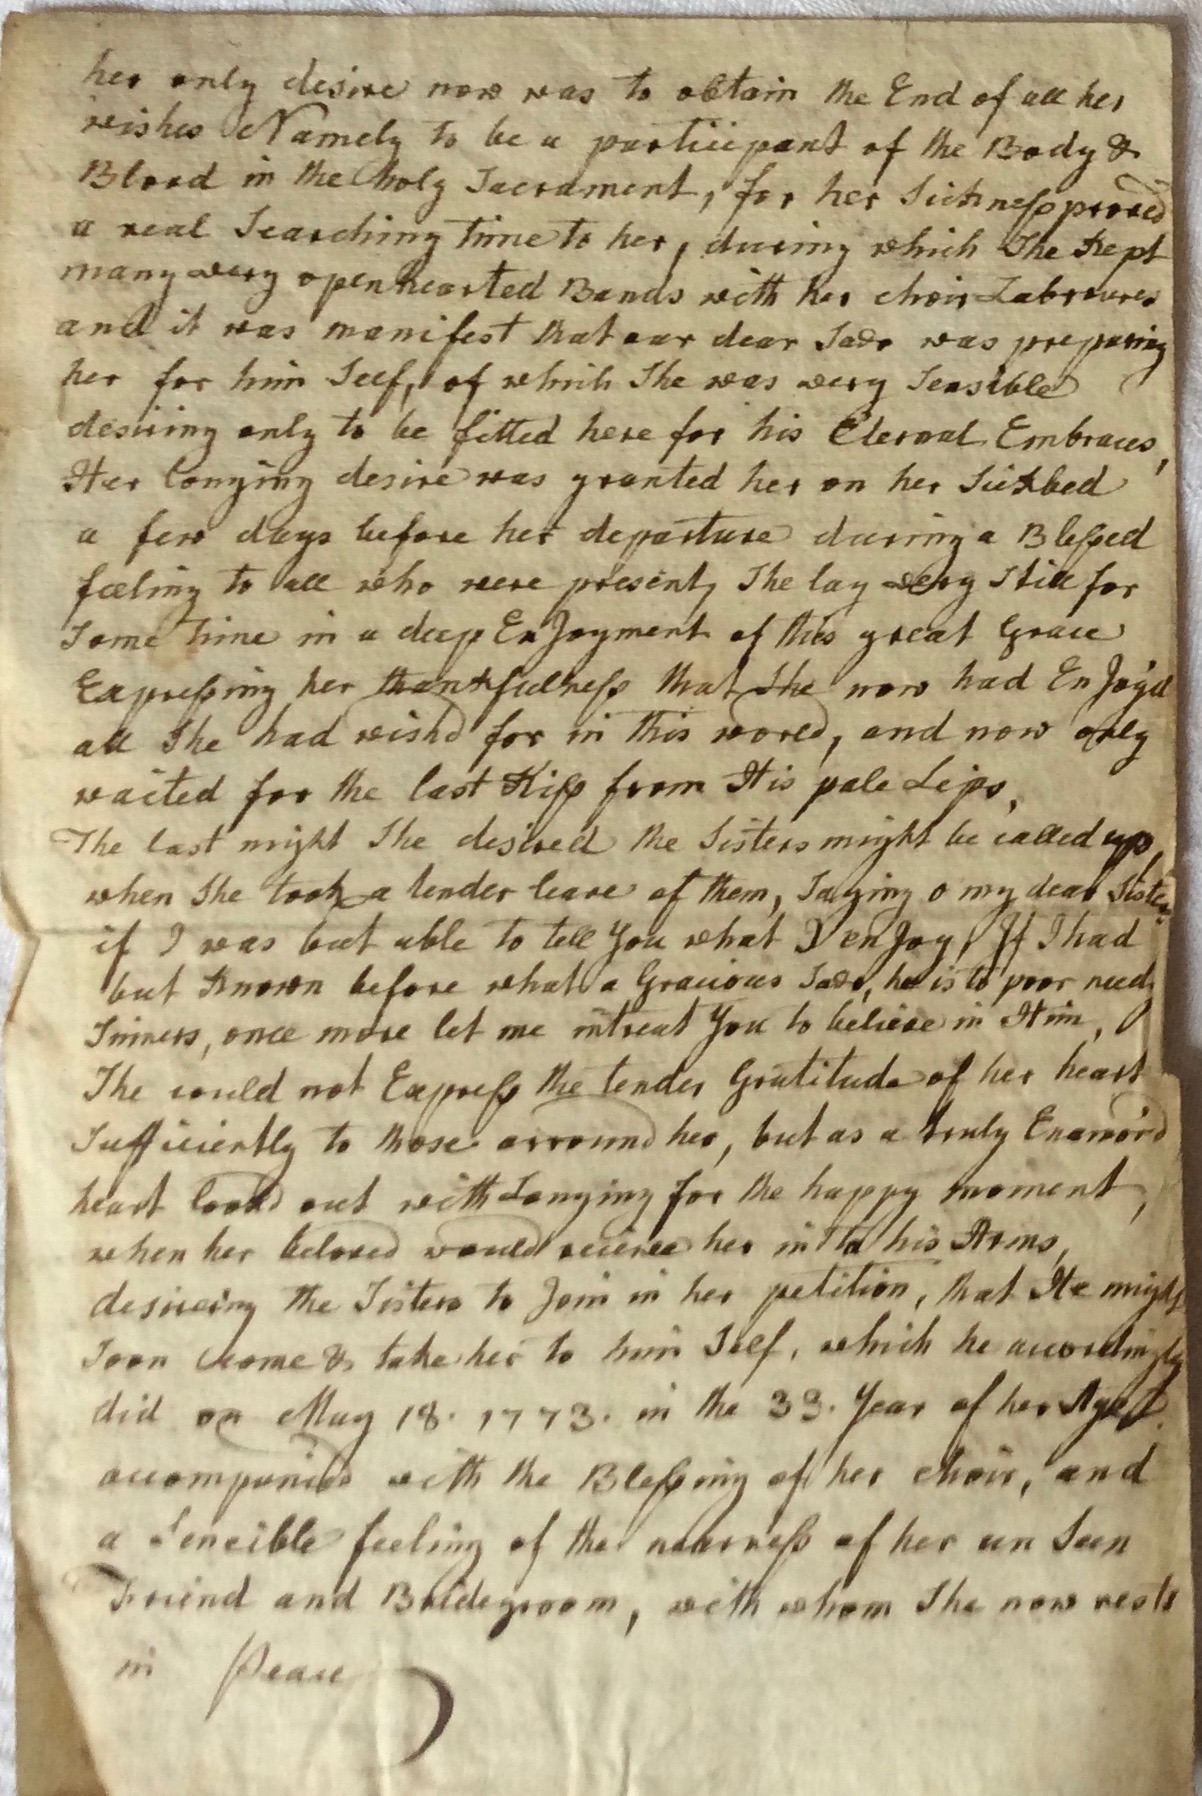 her only desire now was to obtain the End of all her
wishes Namely to be a participant of the Body &
Blood in the holy Sacrament, for her Sickness proved
a real Searching time to her, during which She Kept
many very openhearted Bands with her choir Labourers
and it was manifest that our dear Savr was preparing
her for him Self, of which She was very Sensible
desiring only to be fitted here for his Eternal Embraces,
Her longing desire was granted her on her Sickbed
a few days before her departure during a Blessed
feeling to all who were present, She lay very Still for
Some time in a deep EnJoyment of this great Grace
Expressing her thankfulness that She now had EnJoy'd
all She had wishd for in this world, and now only
waited for the last Kiss from His pale Lips,
The last night She desired the Sisters might be called up,
when She took a tender leave of them, Saying o my dear Sisters
if I was but able to tell You what I enJoy, If I had
but Known before what a Gracious Savr, he is to poor needy
Sinners, once more let me intreat You to believe in Him,
She could not Express the tender Gratitude of her heart
Sufficiently to those arround her, but as a truly Enamord
heart lookd out with Longing for the happy moment,
when her beloved would recieve her in to his Arms,
desireing the Sisters to Join in her petition, that He might
Soon come & take her to him Self, which he accordingly
did on May 18. 1773. in the 33. Year of her Age
accompanied with the Blessing of her choir, and
a Sencible feeling of the nearness of her un Seen
Friend and Bridegroom, with whom She now rests
in Peace